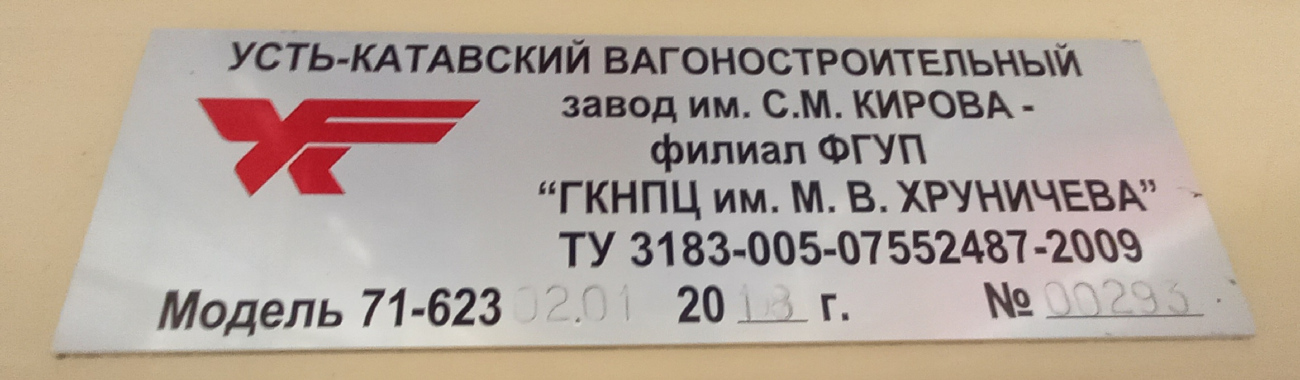 УСТЬ-КАТАВСКИЙ ВАГОНОСТРОИТЕЛЬНЫЙ
завод им. С.М. КИРОВА -
филиал ФГУП
“ГКНПЦ им. М. В. ХРУНИЧЕВА”
ТУ 3183-005-07552487-2009
Модель 71-623 02.01 2013 г. № 00293